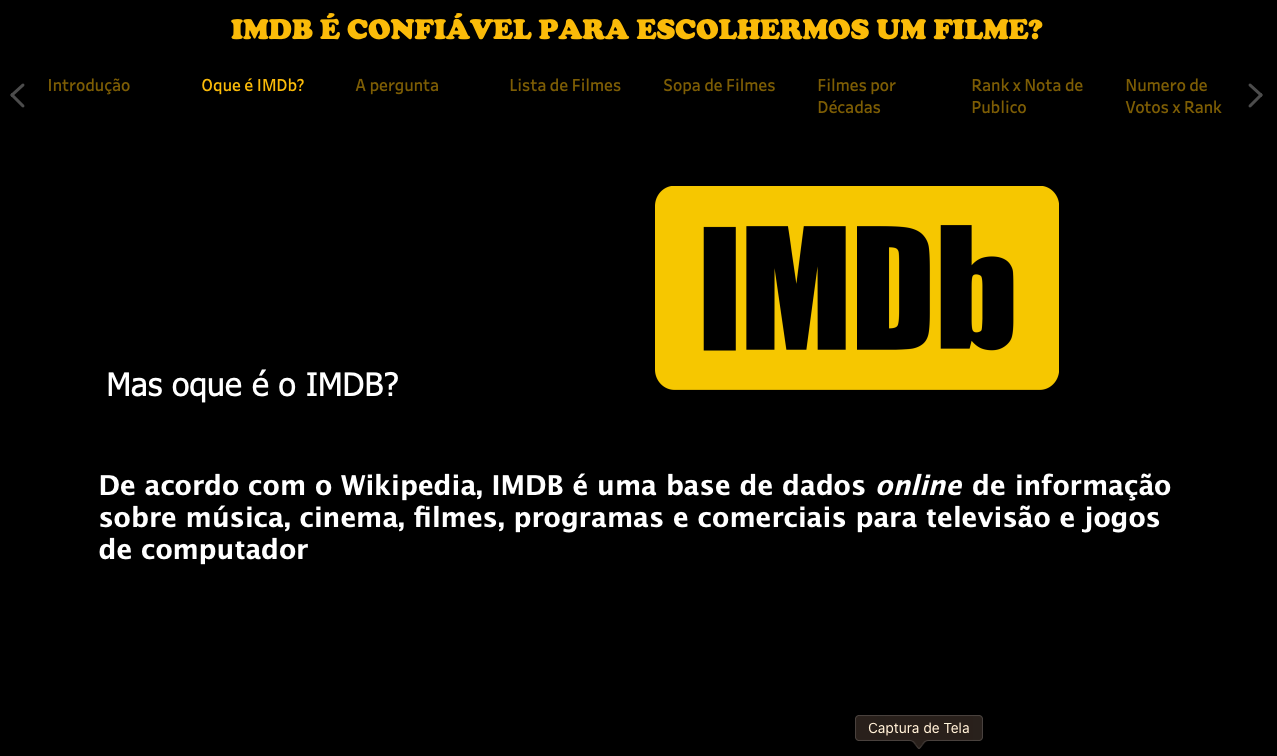 IMDB É CONFIÁVEL PARA ESCOLHERMOS UM FILME?
Introdução
Oque é IMDb?
A pergunta
Lista de Filmes
Sopa de Filmes
Filmes por
Décadas
Rank x Nota de
Publico
Numero de
Votos x Rank
IMDb
Mas oque é o IMDB?
De acordo com o Wikipedia, IMDB é uma base de dados online de informação
sobre música, cinema, filmes, programas e comerciais para televisão e jogos
de computador
Captura de Tela